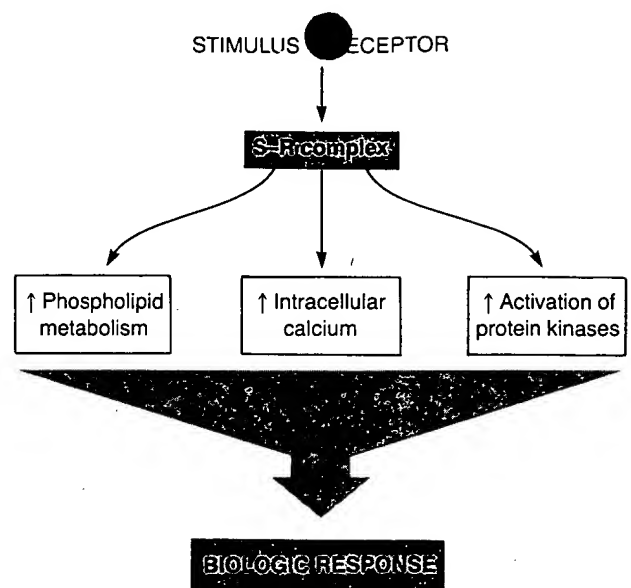 STIMULUS ECEPTOR
S–R complex
↑ Phospholipid
metabolism
↑ Intracellular
calcium
↑ Activation of
protein kinases
BIOLOGIC RESPONSE